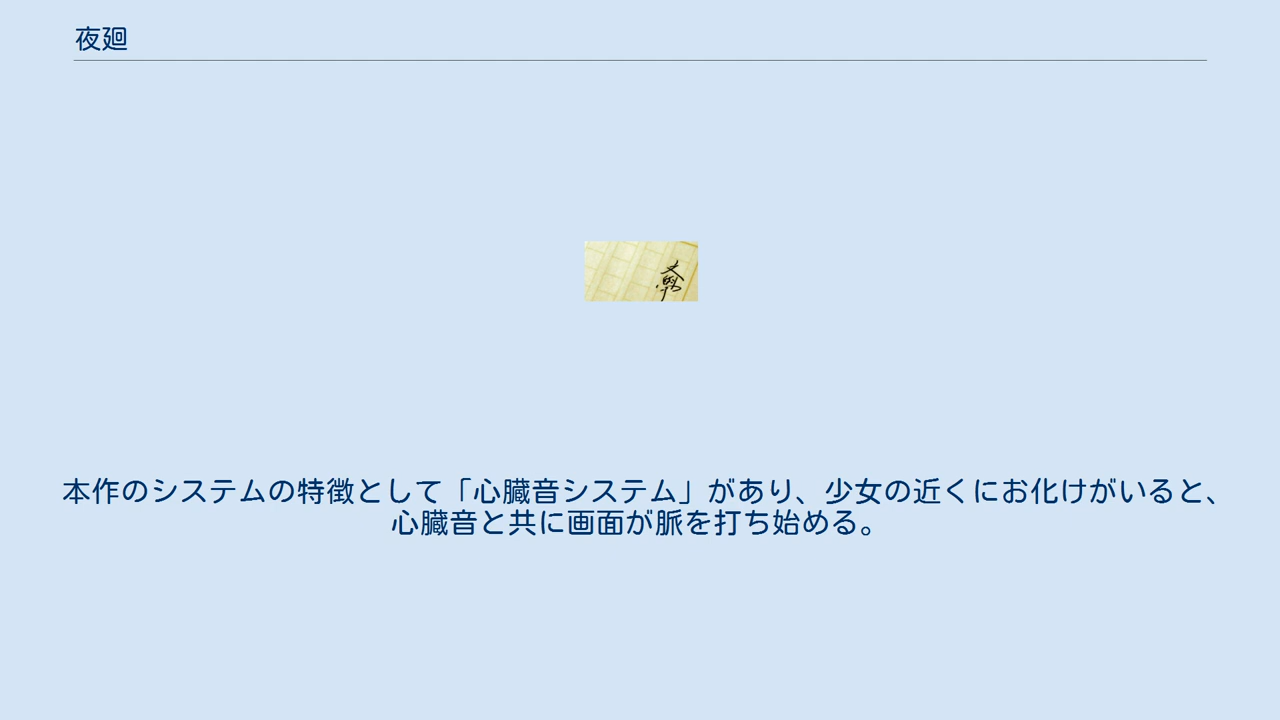 夜廻
本作のシステムの特徴として「心臓音システム」があり、少女の近くにお化けがいると、
心臓音と共に画面が脈を打ち始める。